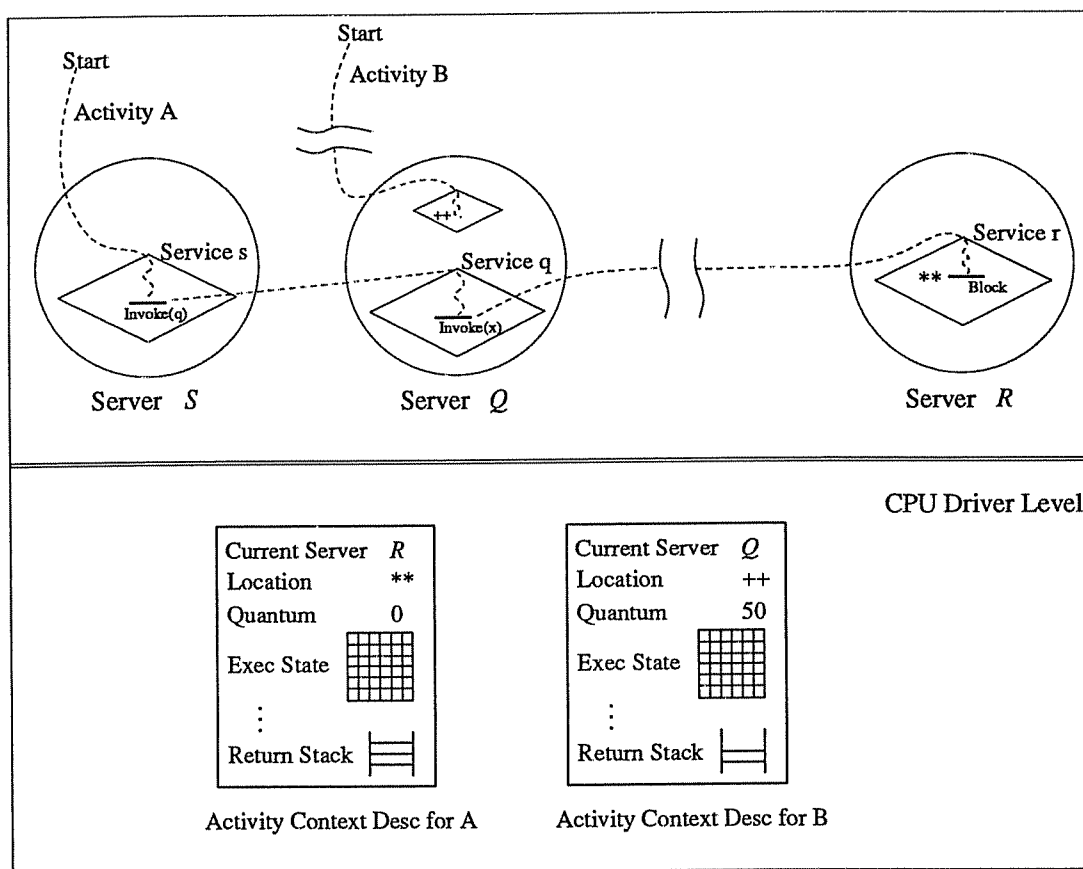 Start
Activity A
Start
Activity B
++
Service s
Invoke(q)
Server S
Service q
Invoke(x)
Server Q
Service r
** Block
Server R
CPU Driver Level
Current Server R
Location **
Quantum 0
Exec State
⋮
Return Stack
Activity Context Desc for A
Current Server Q
Location ++
Quantum 50
Exec State
⋮
Return Stack
Activity Context Desc for B